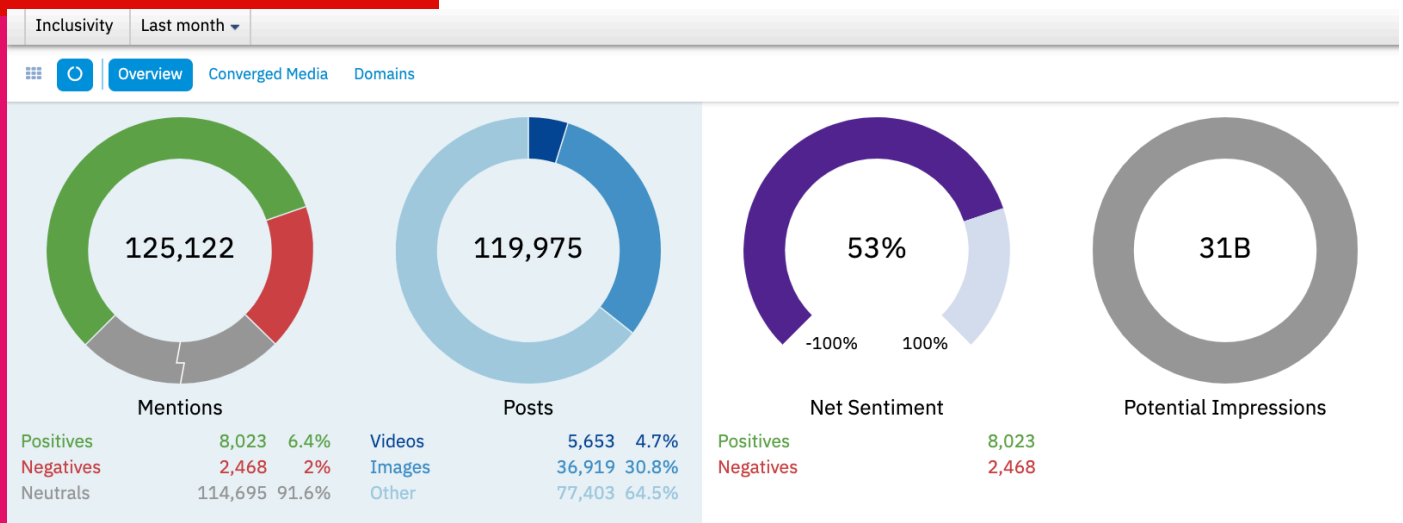 Inclusivity Last month
Overview Converged Media Domains
125,122
119,975
53%
31B
-100% 100%
Mentions
Posts
Net Sentiment
Potential Impressions
Positives 8,023 6.4%
Negatives 2,468 2%
Neutrals 114,695 91.6%
Videos 5,653 4.7%
Images 36,919 30.8%
Other 77,403 64.5%
Positives 8,023
Negatives 2,468